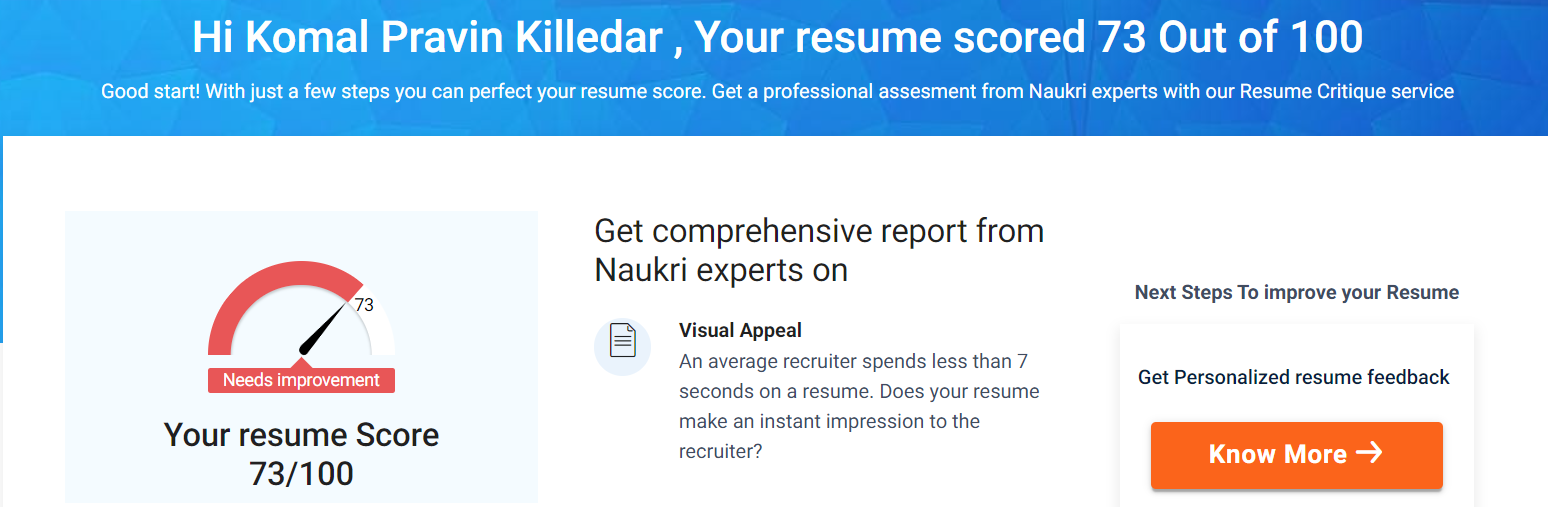 Hi Komal Pravin Killedar , Your resume scored 73 Out of 100
Good start! With just a few steps you can perfect your resume score. Get a professional assesment from Naukri experts with our Resume Critique service
73
Needs improvement
Your resume Score
73/100
Get comprehensive report from
Naukri experts on
Visual Appeal
An average recruiter spends less than 7
seconds on a resume. Does your resume
make an instant impression to the
recruiter?
Next Steps To improve your Resume
Get Personalized resume feedback
Know More →